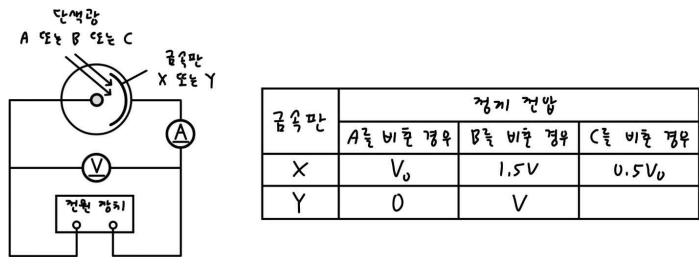 단색광
A 또는 B 또는 C
금속판
X 또는 Y
A
V
전원 장치
금속판
정지 전압
A를 비춘 경우
B를 비춘 경우
C를 비춘 경우
X
V₀
1.5V
0.5V₀
Y
0
V